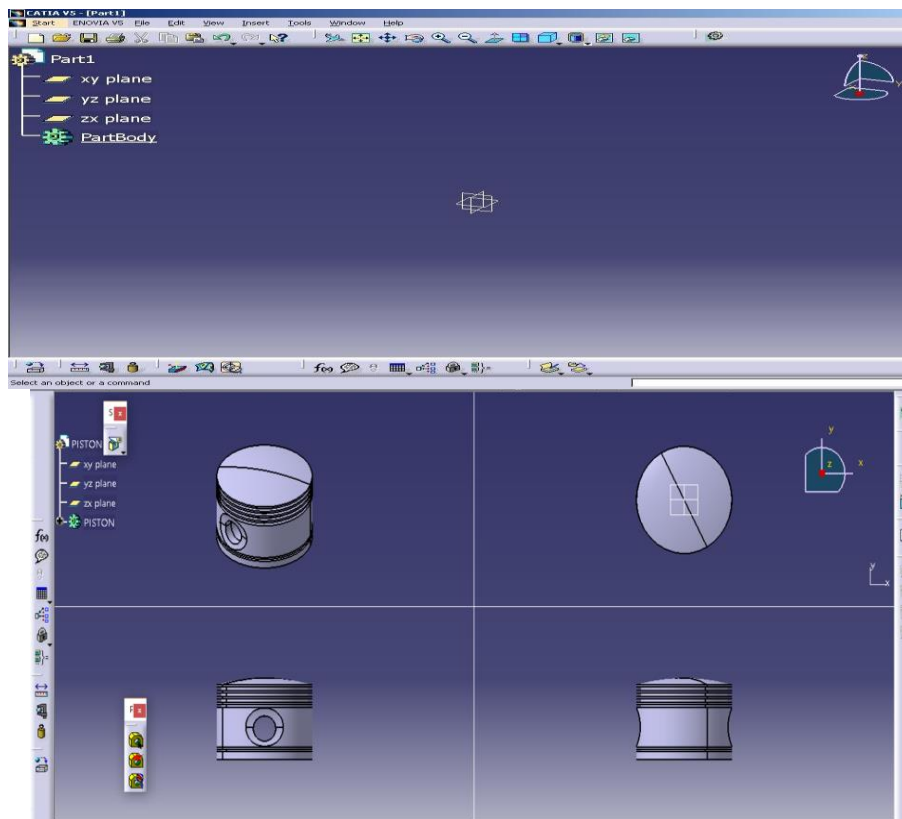 CATIA V5 - [Part1]
Start ENOVIA V5 File Edit View Insert Tools Window Help
Part1
xy plane
yz plane
zx plane
PartBody
z
y
f(x)
Select an object or a command
S x
PISTON
xy plane
yz plane
zx plane
PISTON
y
z x
f(x)
y
x
F x